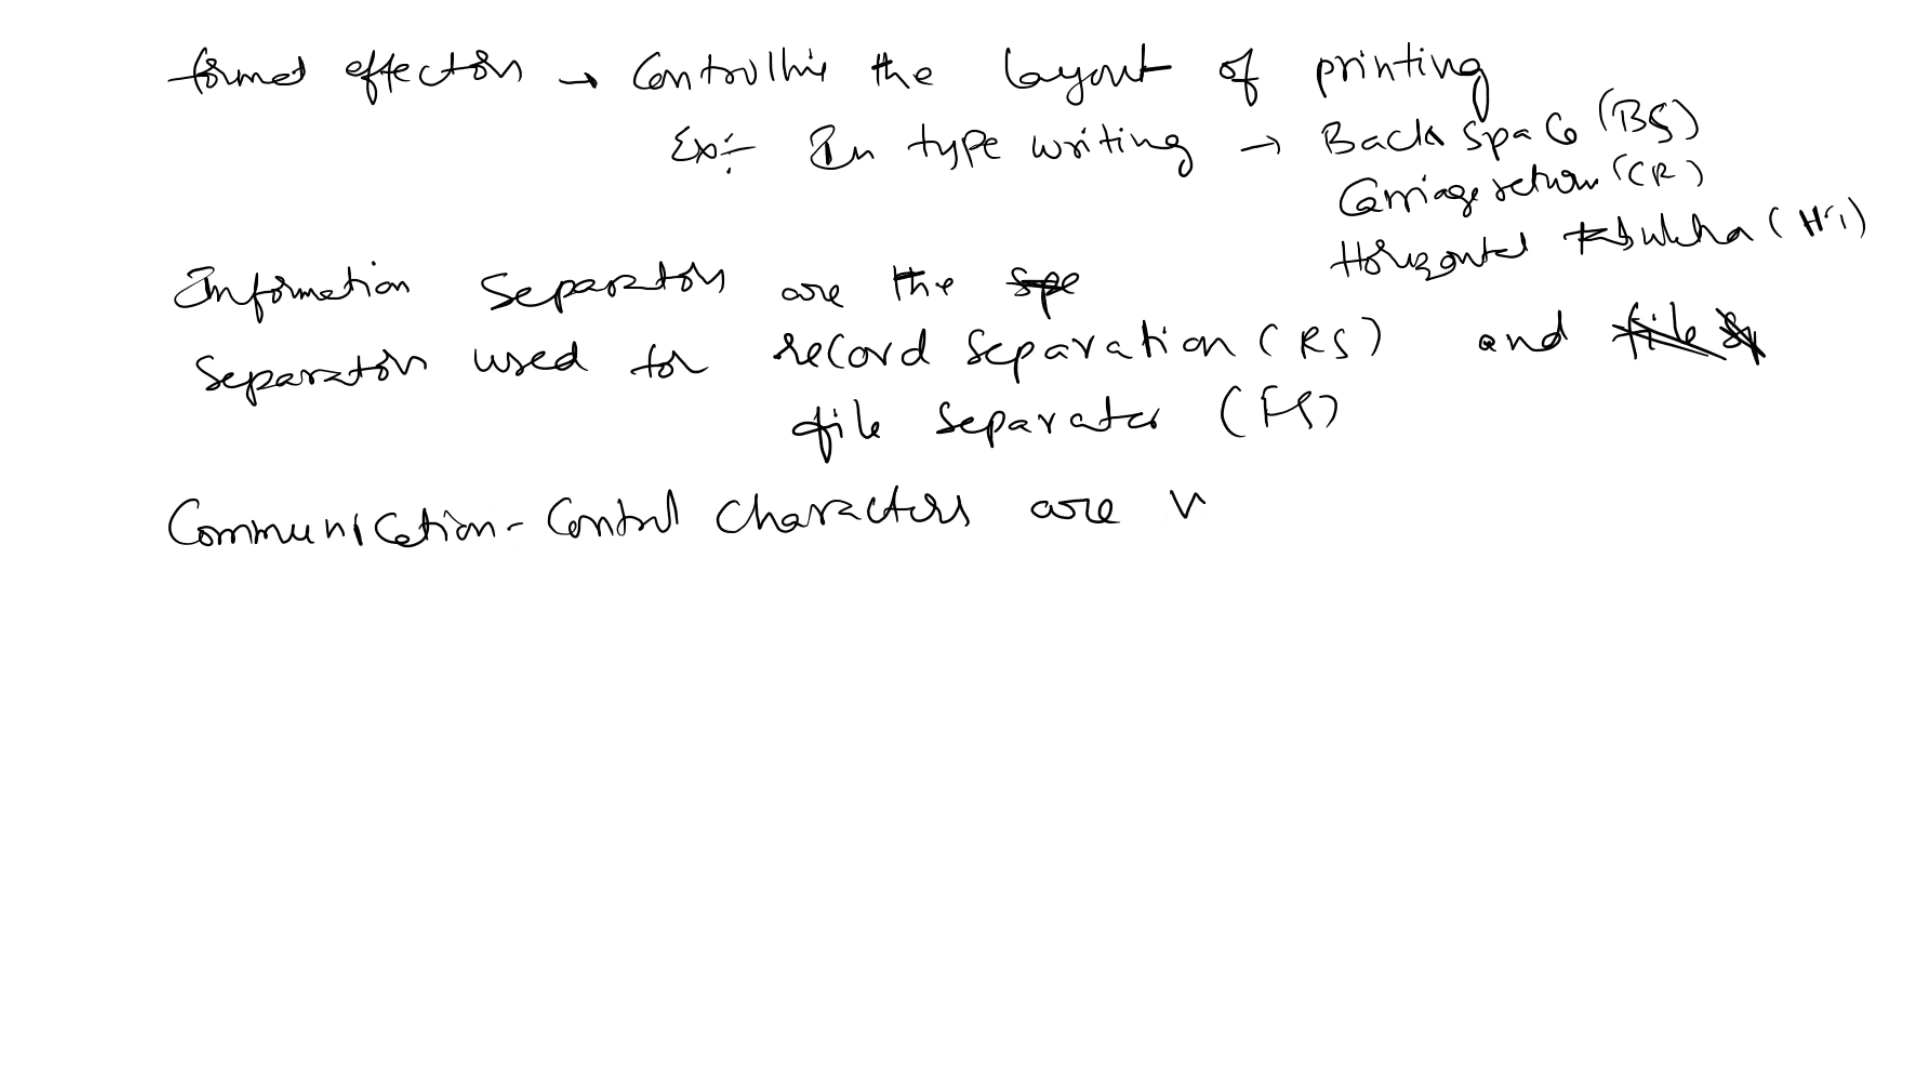 format effectors → Controlling the layout of printing
Ex:- In type writing → Back space (BS)
Carriage return (CR)
Horizontal (HT)
Information separators are the
separators used for record separation (RS) and
file separator (FS)
Communication-Control characters are